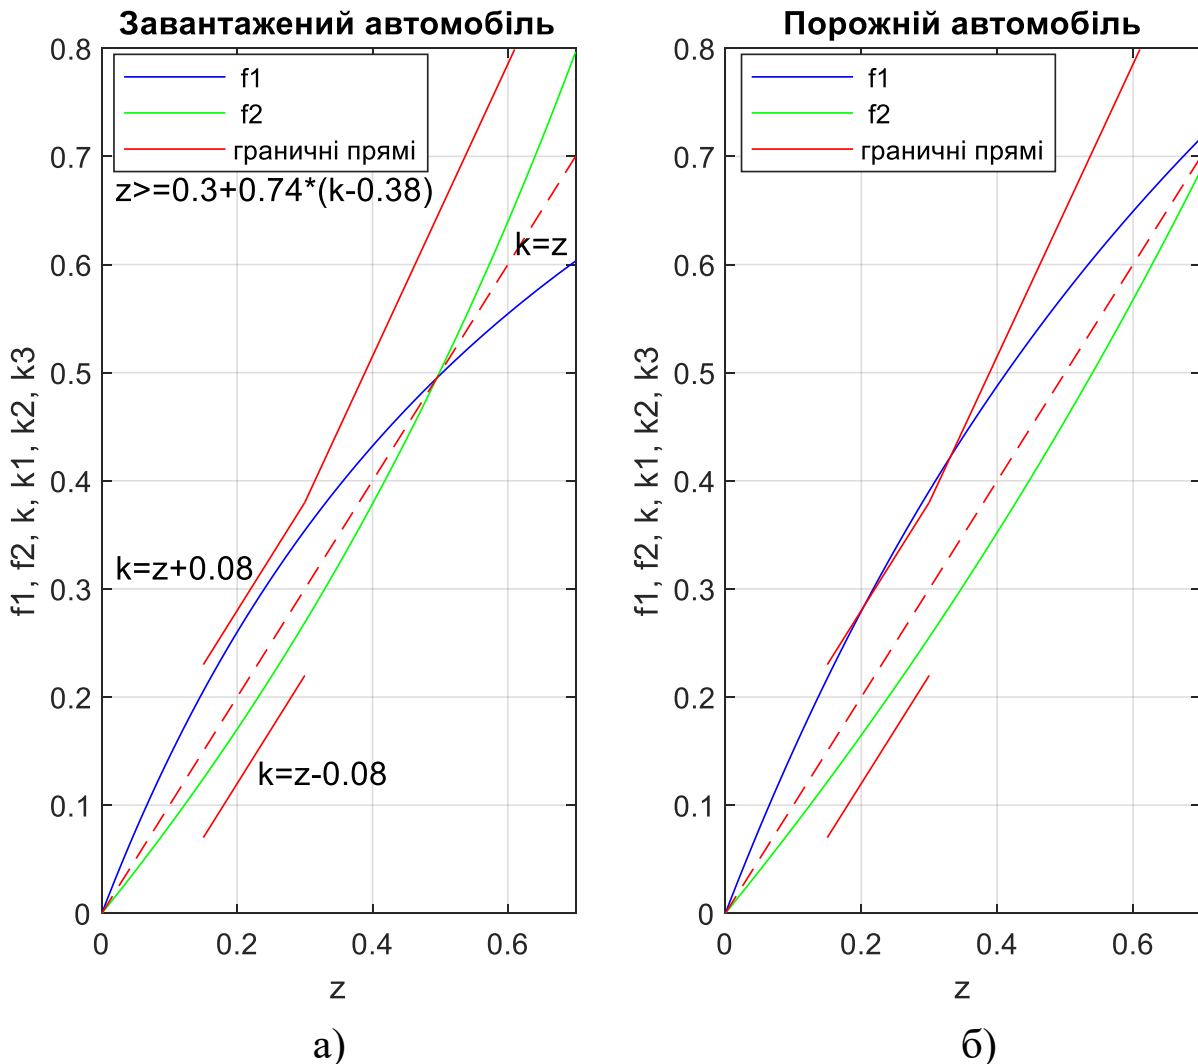 Завантажений автомобіль
f1
f2
граничні прямі
z>=0.3+0.74*(k-0.38)
k=z
k=z+0.08
k=z-0.08
0.8
0.7
0.6
0.5
0.4
0.3
0.2
0.1
0
0 0.2 0.4 0.6
f1, f2, k, k1, k2, k3
z
а)
Порожній автомобіль
f1
f2
граничні прямі
0.8
0.7
0.6
0.5
0.4
0.3
0.2
0.1
0
0 0.2 0.4 0.6
f1, f2, k, k1, k2, k3
z
б)